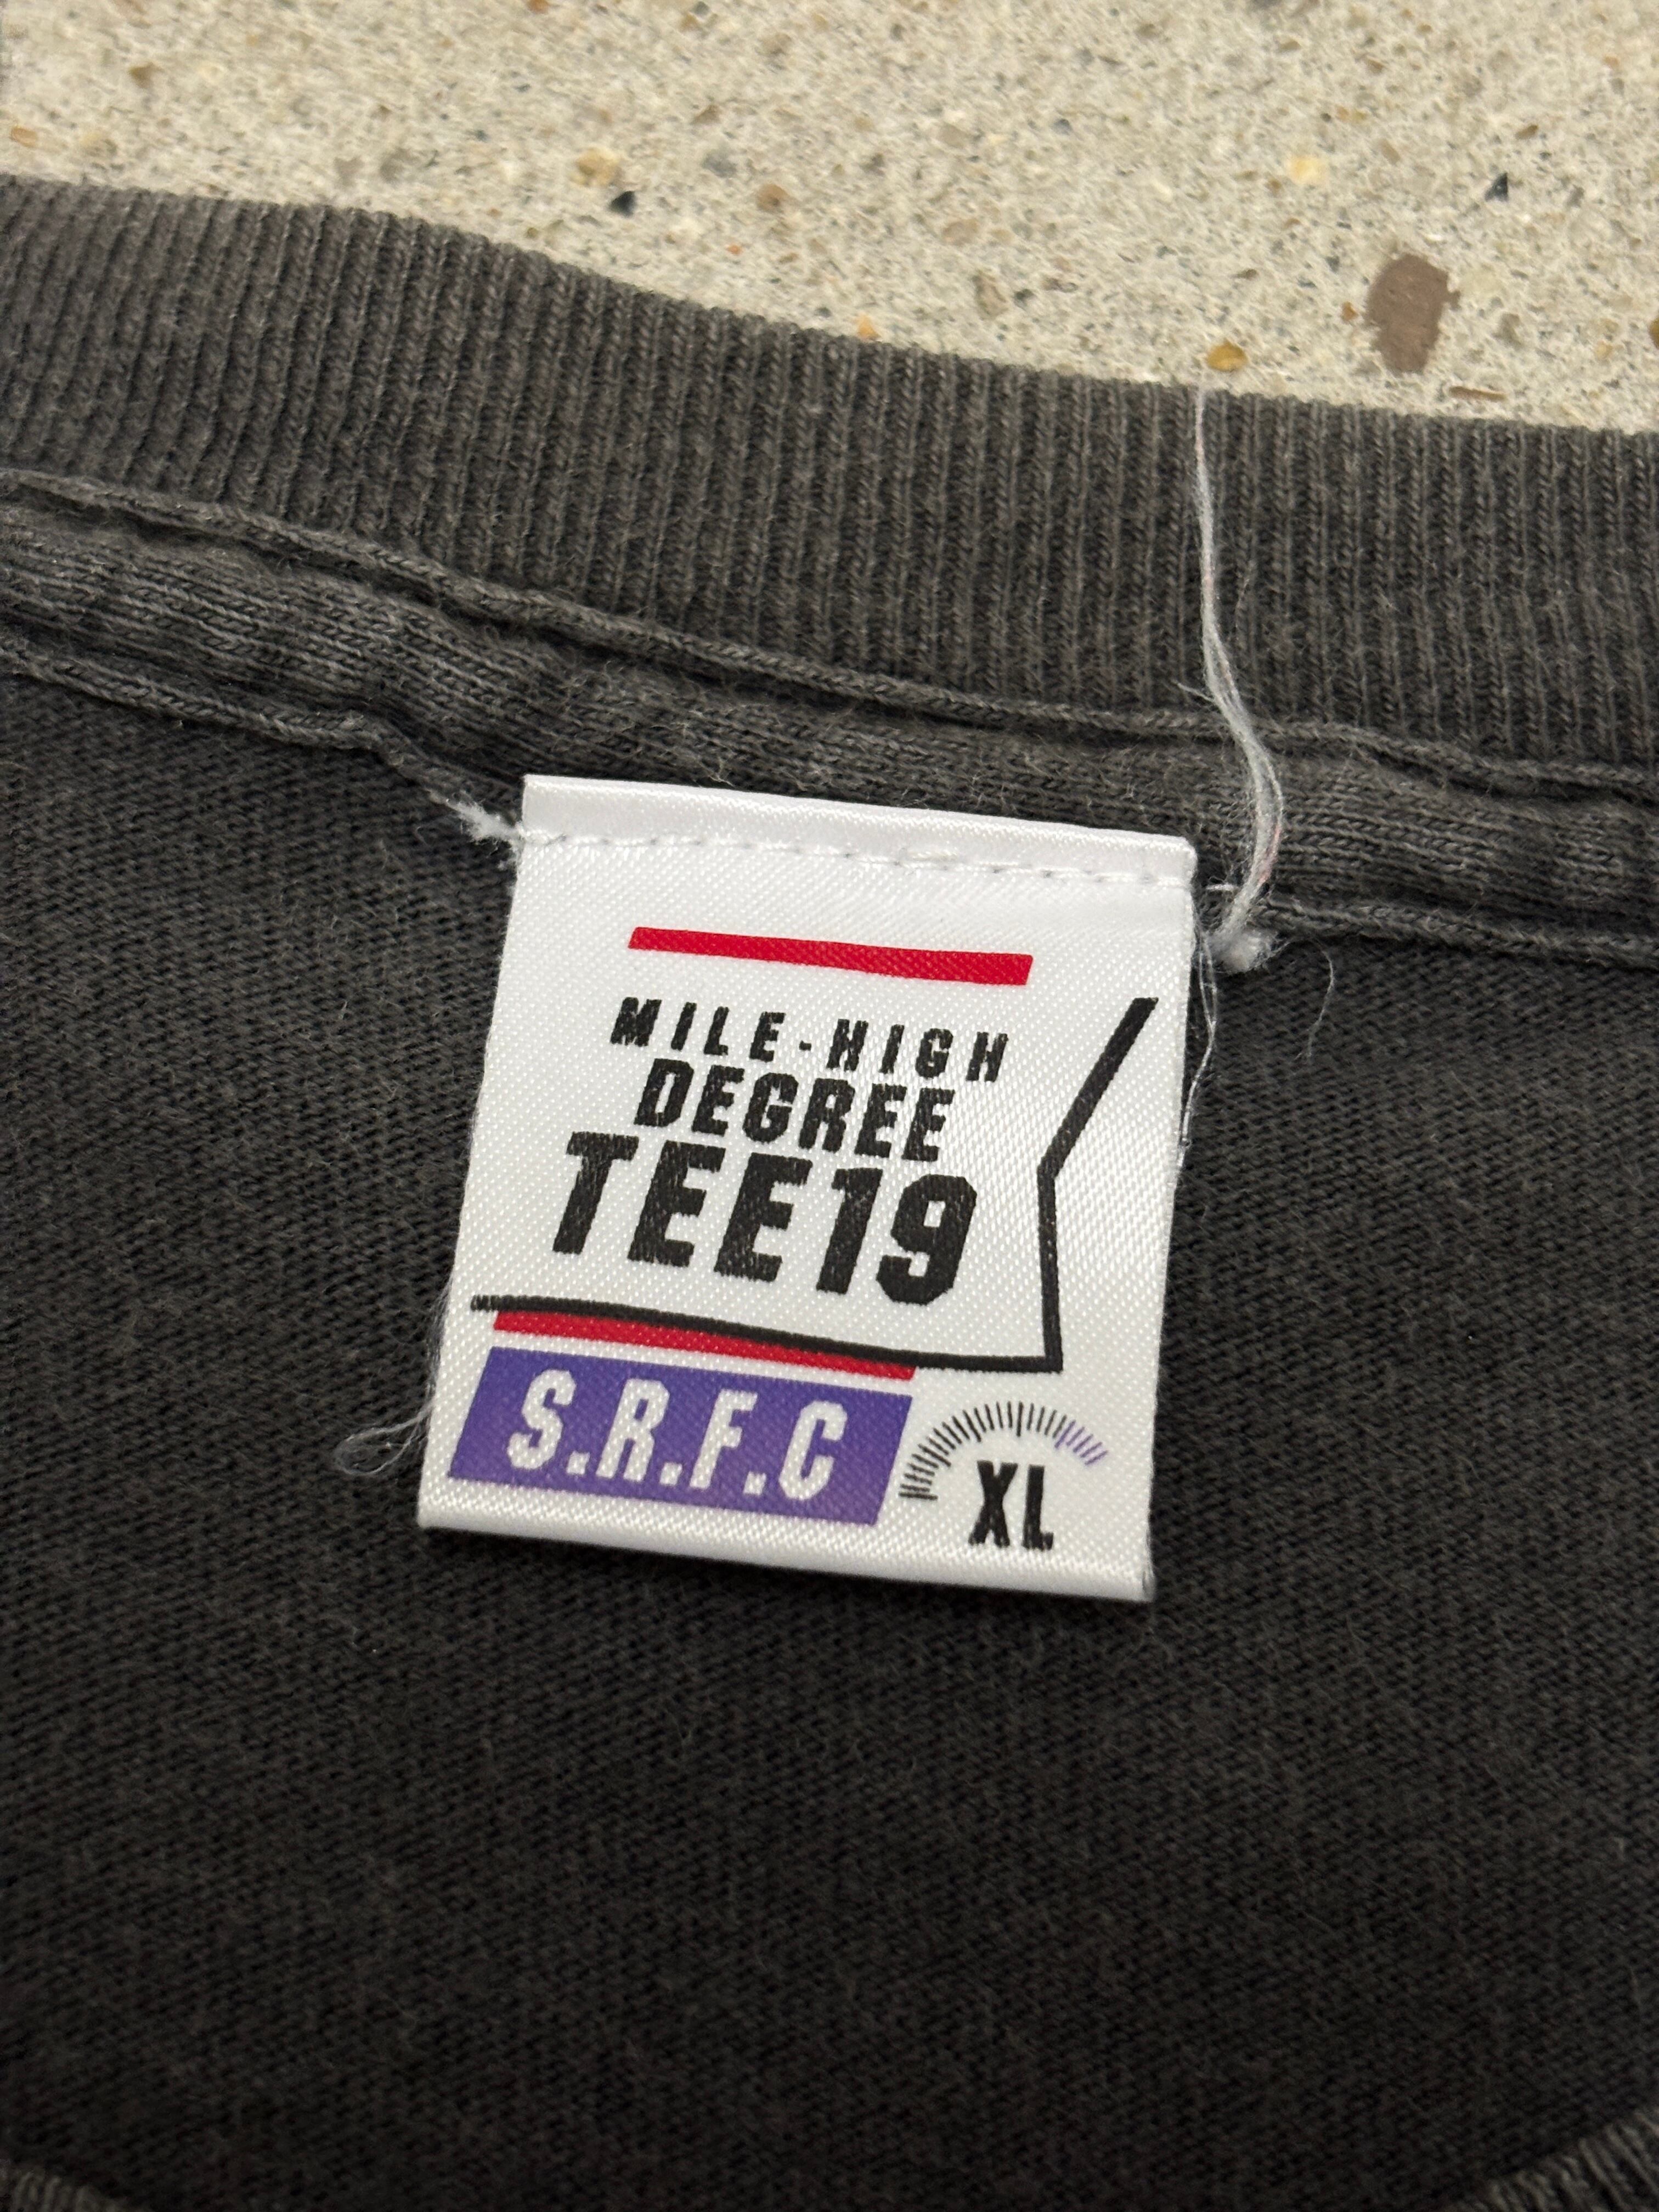 MILE-HIGH
DEGREE
TEE19
S.R.F.C
XL